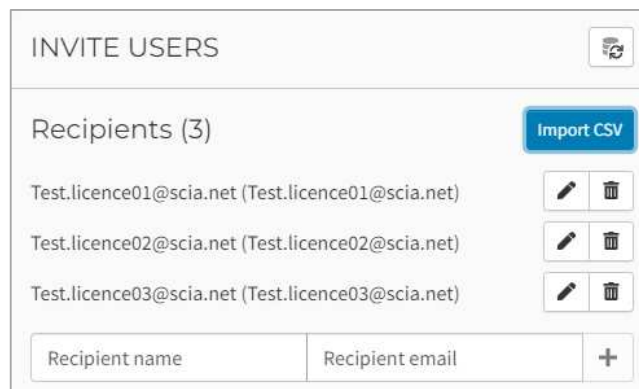 INVITE USERS
Recipients (3)
Import CSV
Test.licence01@scia.net (Test.licence01@scia.net)
Test.licence02@scia.net (Test.licence02@scia.net)
Test.licence03@scia.net (Test.licence03@scia.net)
Recipient name
Recipient email